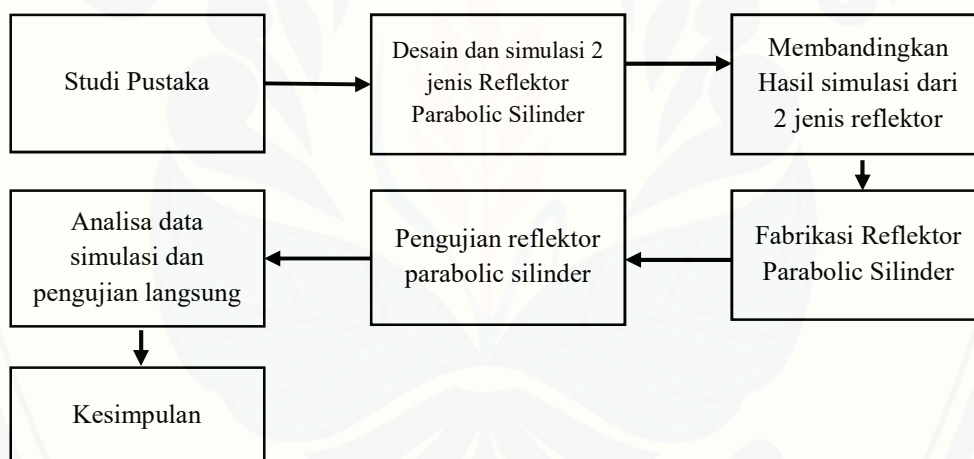 Studi Pustaka
Desain dan simulasi 2
jenis Reflektor
Parabolic Silinder
Membandingkan
Hasil simulasi dari
2 jenis reflektor
Fabrikasi Reflektor
Parabolic Silinder
Pengujian reflektor
parabolic silinder
Analisa data
simulasi dan
pengujian langsung
Kesimpulan